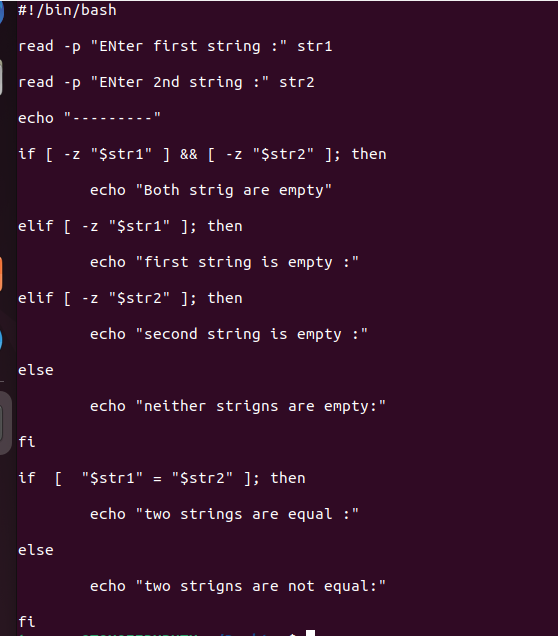 #!/bin/bash
read -p "ENter first string :" str1
read -p "ENter 2nd string :" str2
echo "---------"
if [ -z "$str1" ] && [ -z "$str2" ]; then
        echo "Both strig are empty"
elif [ -z "$str1" ]; then
        echo "first string is empty :"
elif [ -z "$str2" ]; then
        echo "second string is empty :"
else
        echo "neither strigns are empty:"
fi
if  [  "$str1" = "$str2" ]; then
        echo "two strings are equal :"
else
        echo "two strigns are not equal:"
fi